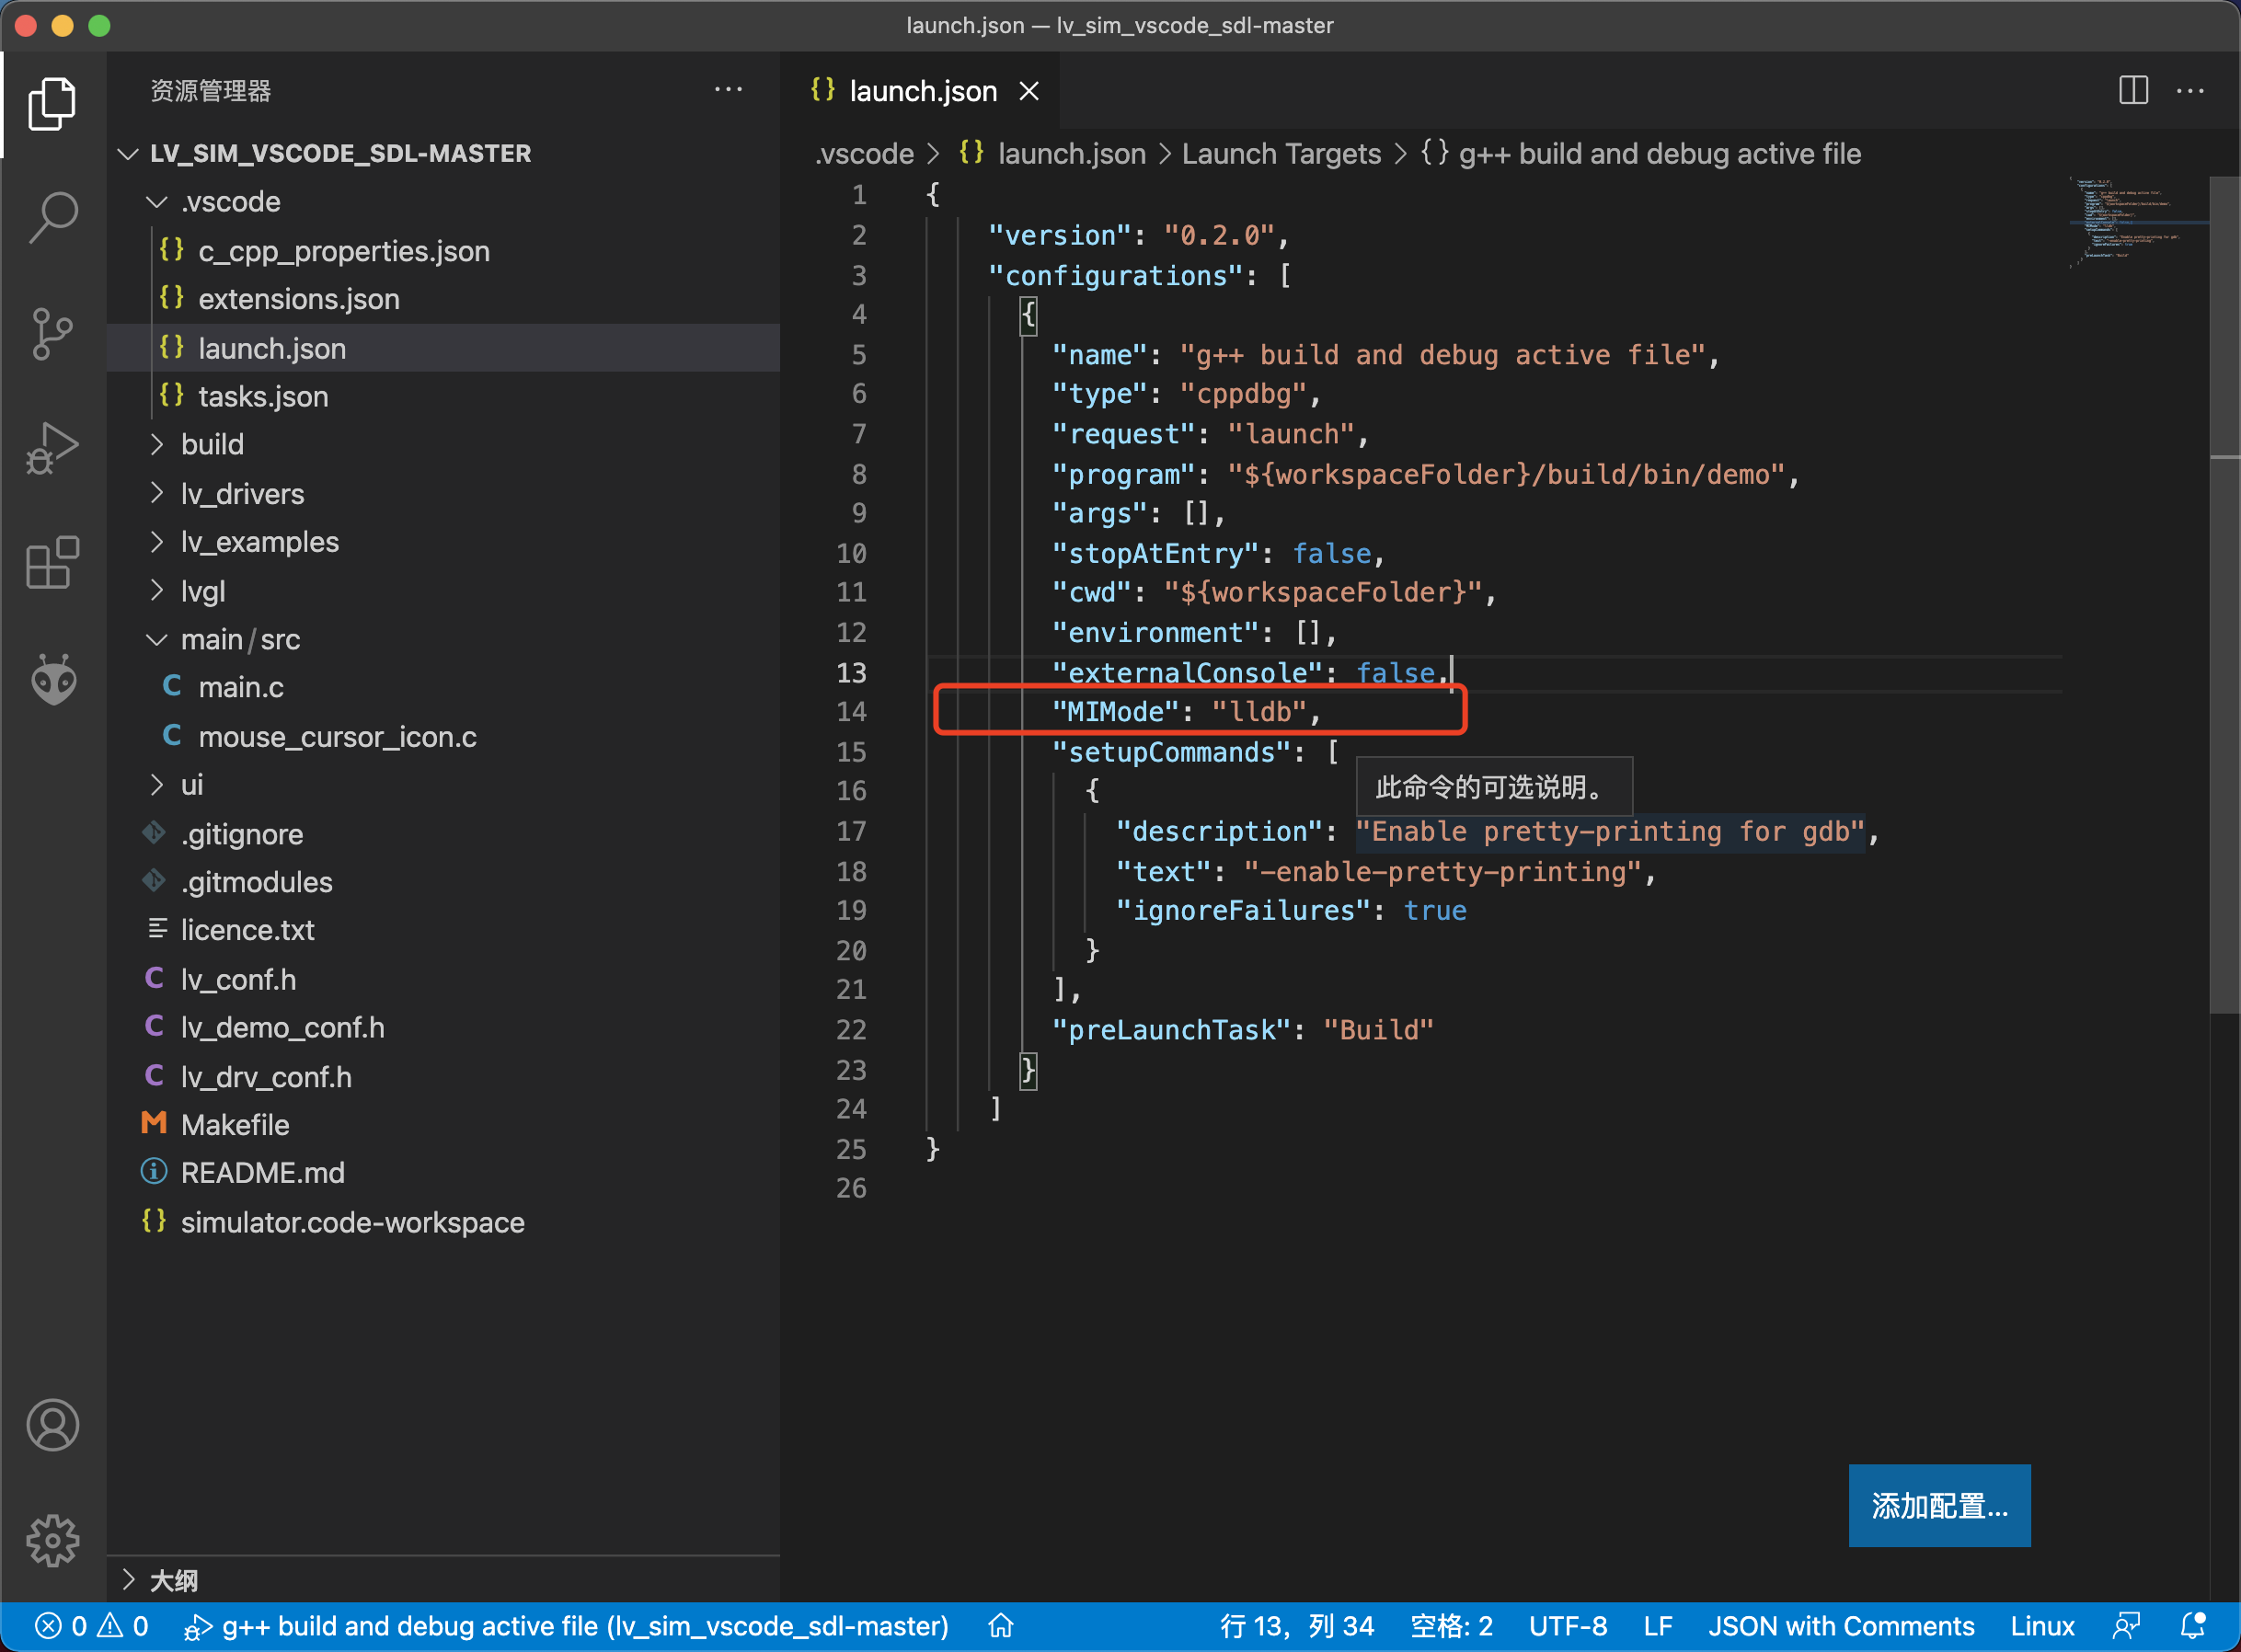 launch.json — lv_sim_vscode_sdl-master
资源管理器
LV_SIM_VSCODE_SDL-MASTER
.vscode
c_cpp_properties.json
extensions.json
launch.json
tasks.json
build
lv_drivers
lv_examples
lvgl
main/src
main.c
mouse_cursor_icon.c
ui
.gitignore
.gitmodules
licence.txt
lv_conf.h
lv_demo_conf.h
lv_drv_conf.h
Makefile
README.md
simulator.code-workspace
大纲
{} launch.json
.vscode > {} launch.json > Launch Targets > {} g++ build and debug active file
1 {
2 "version": "0.2.0",
3 "configurations": [
4 {
5 "name": "g++ build and debug active file",
6 "type": "cppdbg",
7 "request": "launch",
8 "program": "${workspaceFolder}/build/bin/demo",
9 "args": [],
10 "stopAtEntry": false,
11 "cwd": "${workspaceFolder}",
12 "environment": [],
13 "externalConsole": false,
14 "MIMode": "lldb",
15 "setupCommands": [
16 {
此命令的可选说明。
17 "description": "Enable pretty-printing for gdb",
18 "text": "-enable-pretty-printing",
19 "ignoreFailures": true
20 }
21 ],
22 "preLaunchTask": "Build"
23 }
24 ]
25 }
26
添加配置...
0 0 g++ build and debug active file (lv_sim_vscode_sdl-master) 行 13，列 34 空格: 2 UTF-8 LF JSON with Comments Linux